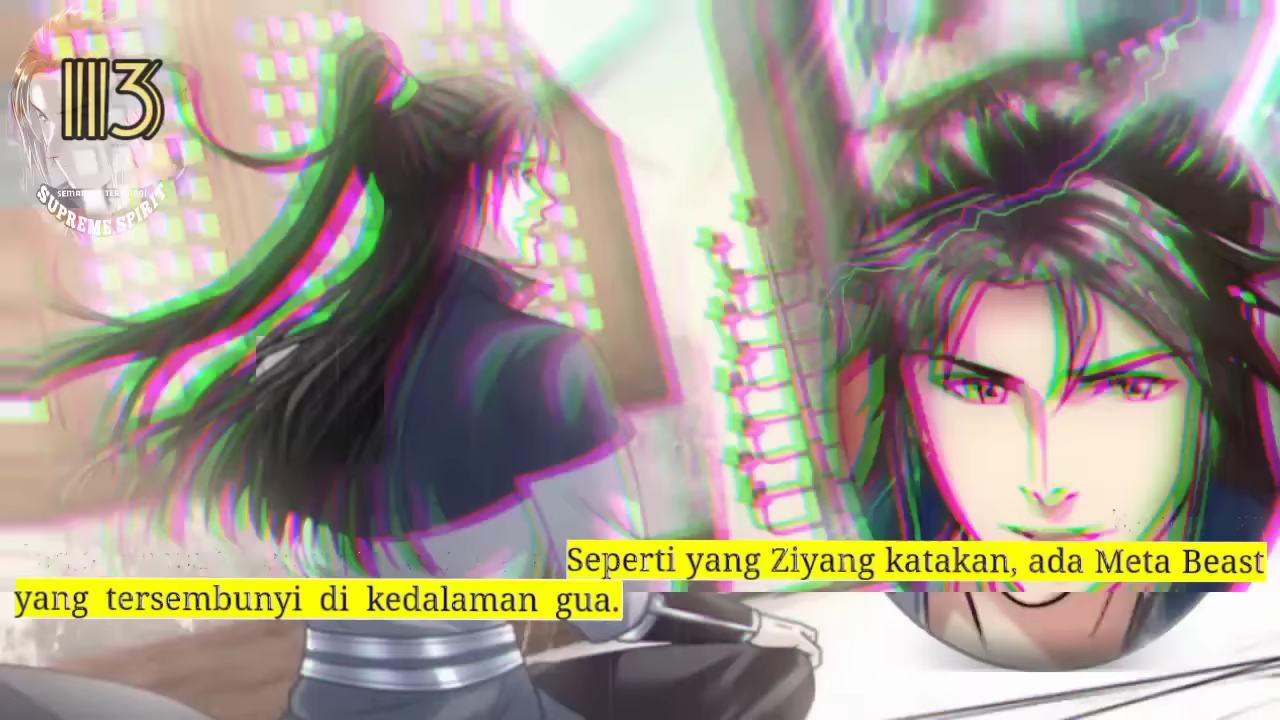 113
SUPREME SPIRIT
Seperti yang Ziyang katakan, ada Meta Beast
yang tersembunyi di kedalaman gua.